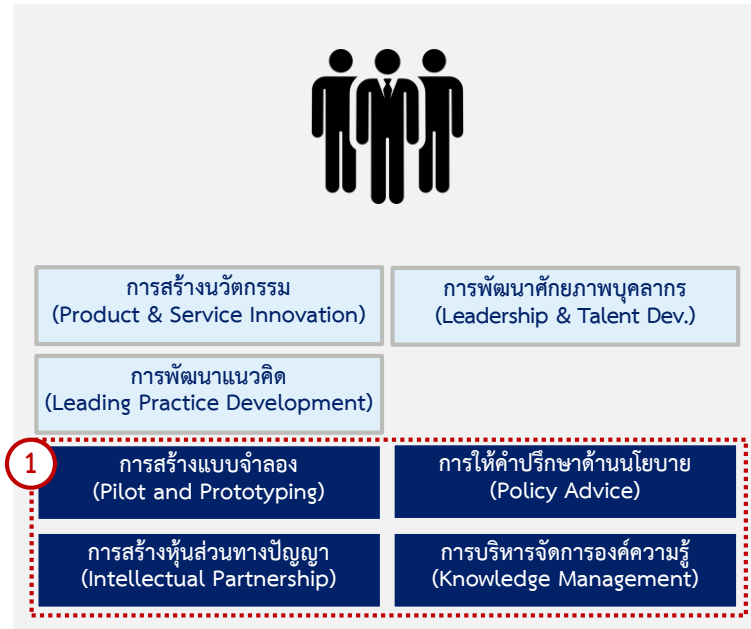 การสร้างนวัตกรรม
(Product & Service Innovation)
การพัฒนาศักยภาพบุคลากร
(Leadership & Talent Dev.)
การพัฒนาแนวคิด
(Leading Practice Development)
1
การสร้างแบบจำลอง
(Pilot and Prototyping)
การให้คำปรึกษาด้านนโยบาย
(Policy Advice)
การสร้างหุ้นส่วนทางปัญญา
(Intellectual Partnership)
การบริหารจัดการองค์ความรู้
(Knowledge Management)